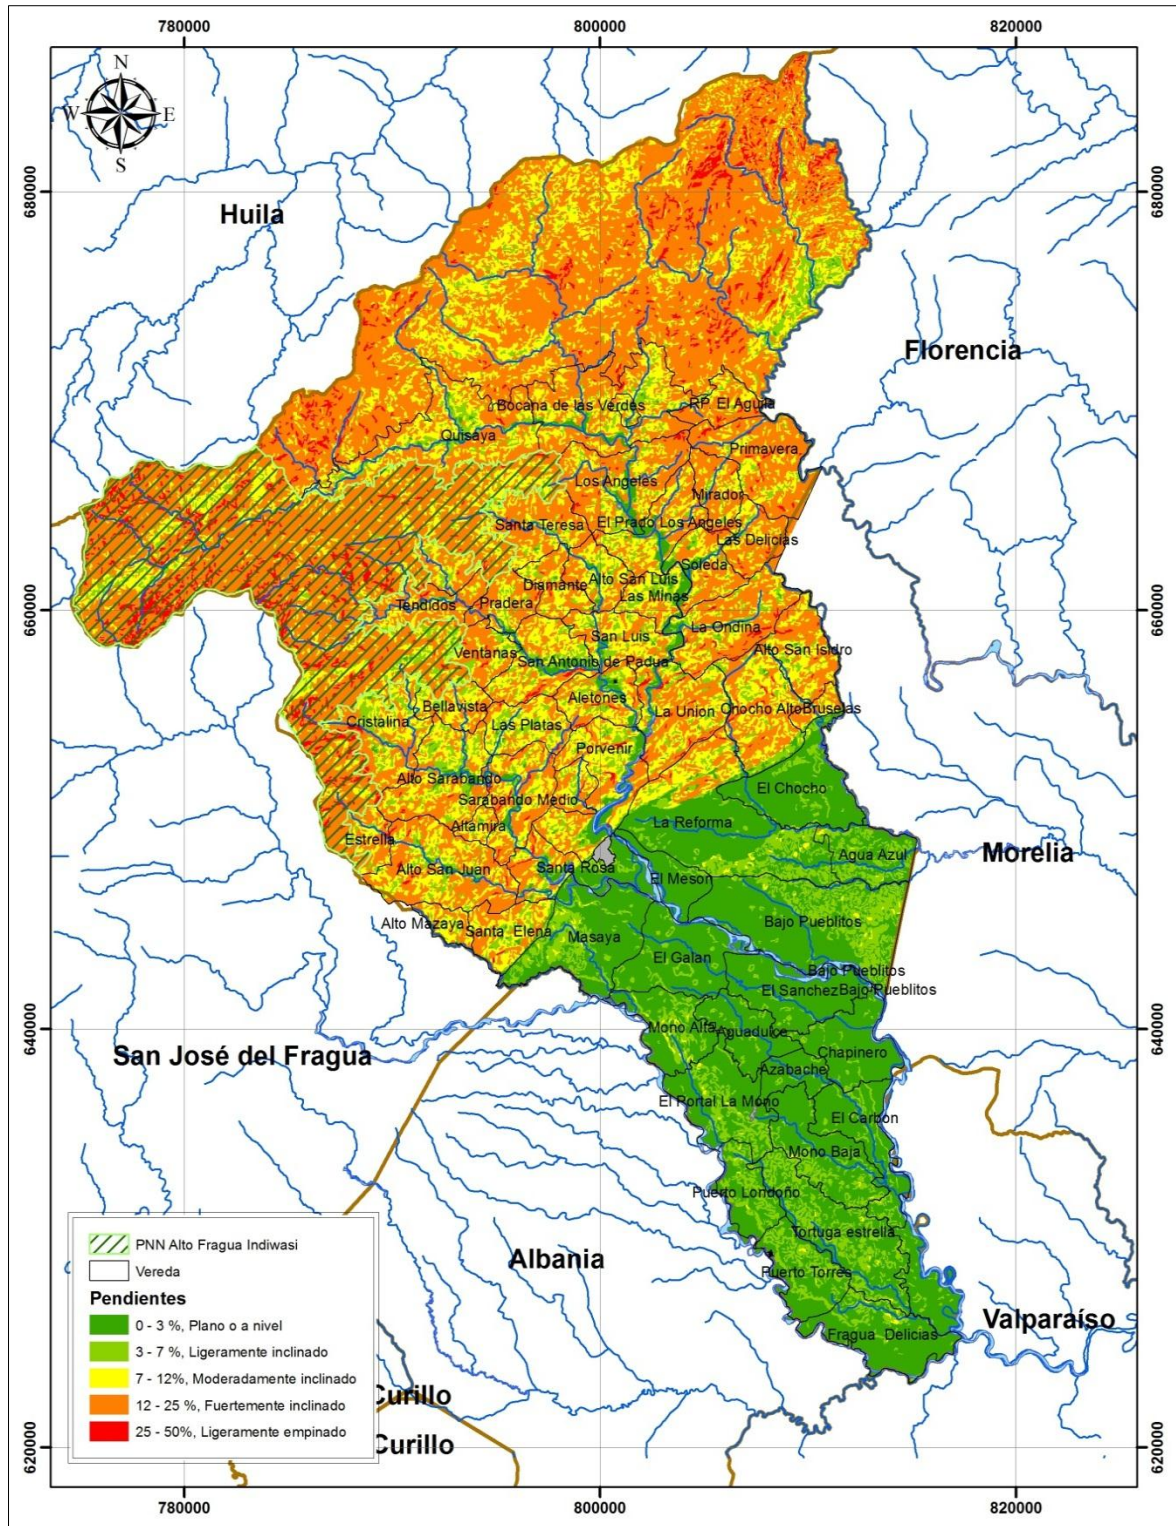 780000
800000
820000
N
W
E
S
680000
680000
Huila
Florencia
Bocana de las Verdes
RP El Aguila
Quisaya
Primavera
Los Angeles
Mirador
Santa Teresa
El Prado Los Angeles
Las Delicias
Soleda
Diamante
Alto San Luis
Las Minas
Tendidos
Pradera
660000
660000
La Ondina
San Luis
Ventanas
Alto San Isidro
San Antonio de Padua
Aletones
Bellavista
La Union
Chocho Alto
Bruselas
Cristalina
Las Platas
Porvenir
Alto Sarabando
El Chocho
Sarabando Medio
La Reforma
Altamira
Estrella
Agua Azul
Morelia
Alto San Juan
Santa Rosa
El Meson
Alto Mazaya
Santa Elena
Bajo Pueblitos
Masaya
El Galan
Bajo Pueblitos
El Sanchez
Bajo Pueblitos
640000
640000
Mono Alta
Aguadulce
San José del Fragua
Chapinero
Azabache
El Portal La Mono
El Carbon
Mono Baja
Puerto Londoño
Tortuga estrella
Albania
Puerto Torres
Valparaíso
Fragua Delicias
PNN Alto Fragua Indiwasi
Vereda
Pendientes
0 - 3 %, Plano o a nivel
3 - 7 %, Ligeramente inclinado
7 - 12%, Moderadamente inclinado
12 - 25 %, Fuertemente inclinado
25 - 50%, Ligeramente empinado
Curillo
Curillo
620000
620000
780000
800000
820000